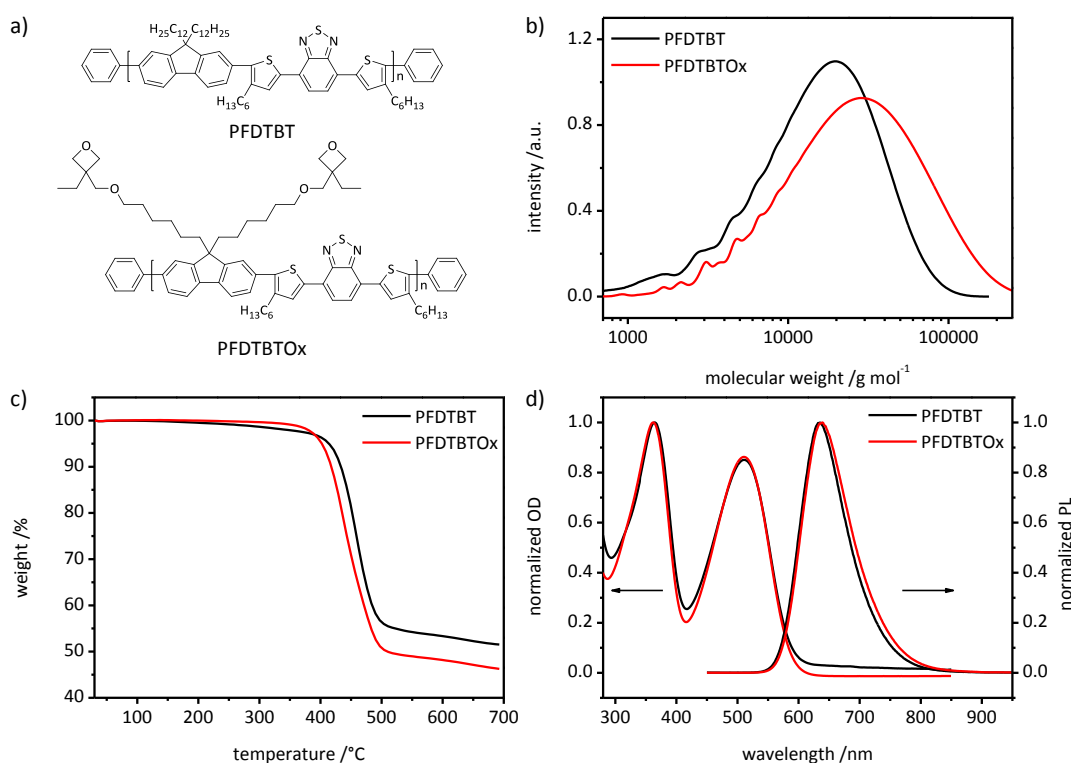 a)
H25C12 C12H25
S
N N
S
S
n
H13C6
C6H13
PFDTBT
O
O
O
O
S
N N
S
S
n
H13C6
C6H13
PFDTBTOx
b)
1.2
0.8
0.4
0.0
intensity /a.u.
PFDTBT
PFDTBTOx
1000 10000 100000
molecular weight /g mol-1
c)
100
90
80
70
60
50
40
weight /%
PFDTBT
PFDTBTOx
100 200 300 400 500 600 700
temperature /°C
d)
1.0
0.8
0.6
0.4
0.2
0.0
normalized OD
PFDTBT
PFDTBTOx
1.0
0.8
0.6
0.4
0.2
0.0
normalized PL
300 400 500 600 700 800 900
wavelength /nm